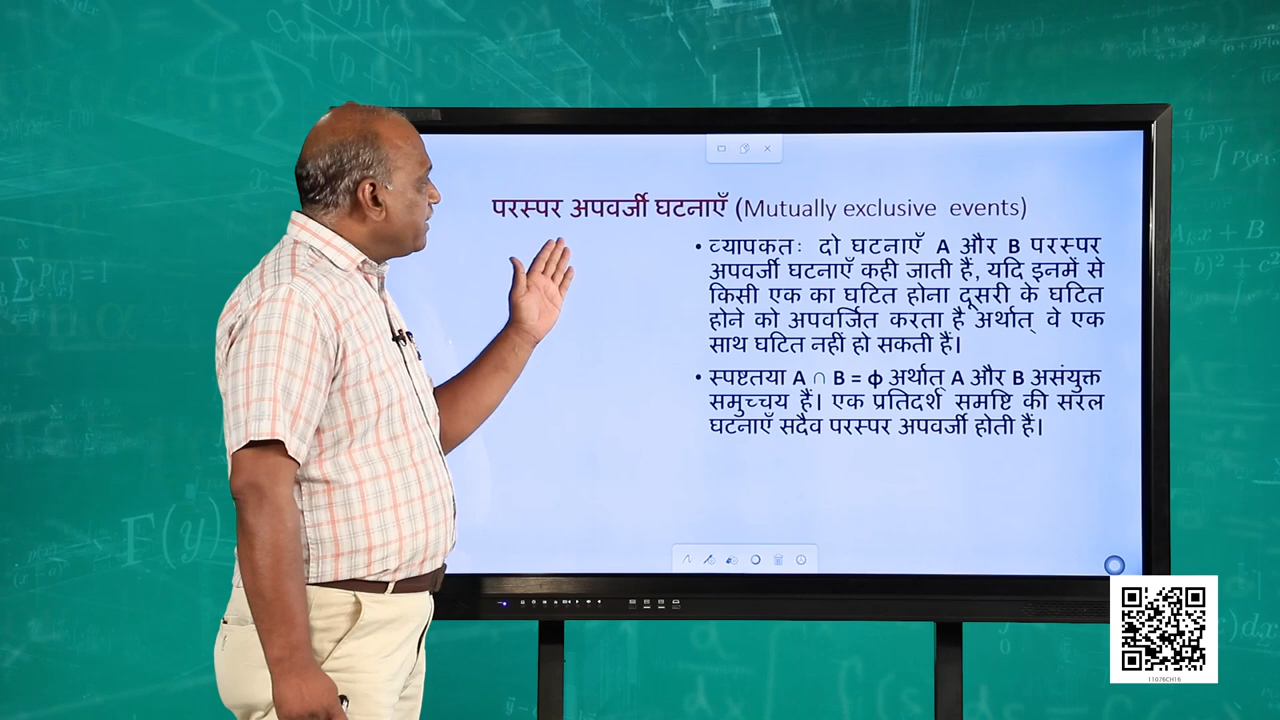 परस्पर अपवर्जी घटनाएँ (Mutually exclusive events)
• व्यापकतः दो घटनाएँ A और B परस्पर
अपवर्जी घटनाएँ कही जाती हैं, यदि इनमें से
किसी एक का घटित होना दूसरी के घटित
होने को अपवर्जित करता है अर्थात् वे एक
साथ घटित नहीं हो सकती हैं।
• स्पष्टतया A ∩ B = ϕ अर्थात् A और B असंयुक्त
समुच्चय हैं। एक प्रतिदर्श समष्टि की सरल
घटनाएँ सदैव परस्पर अपवर्जी होती हैं।
F(y)
11076CH16